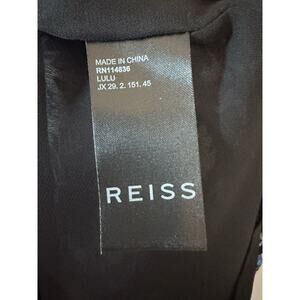 MADE IN CHINA
RN114836
LULU
JX 29. 2. 151. 45
REISS